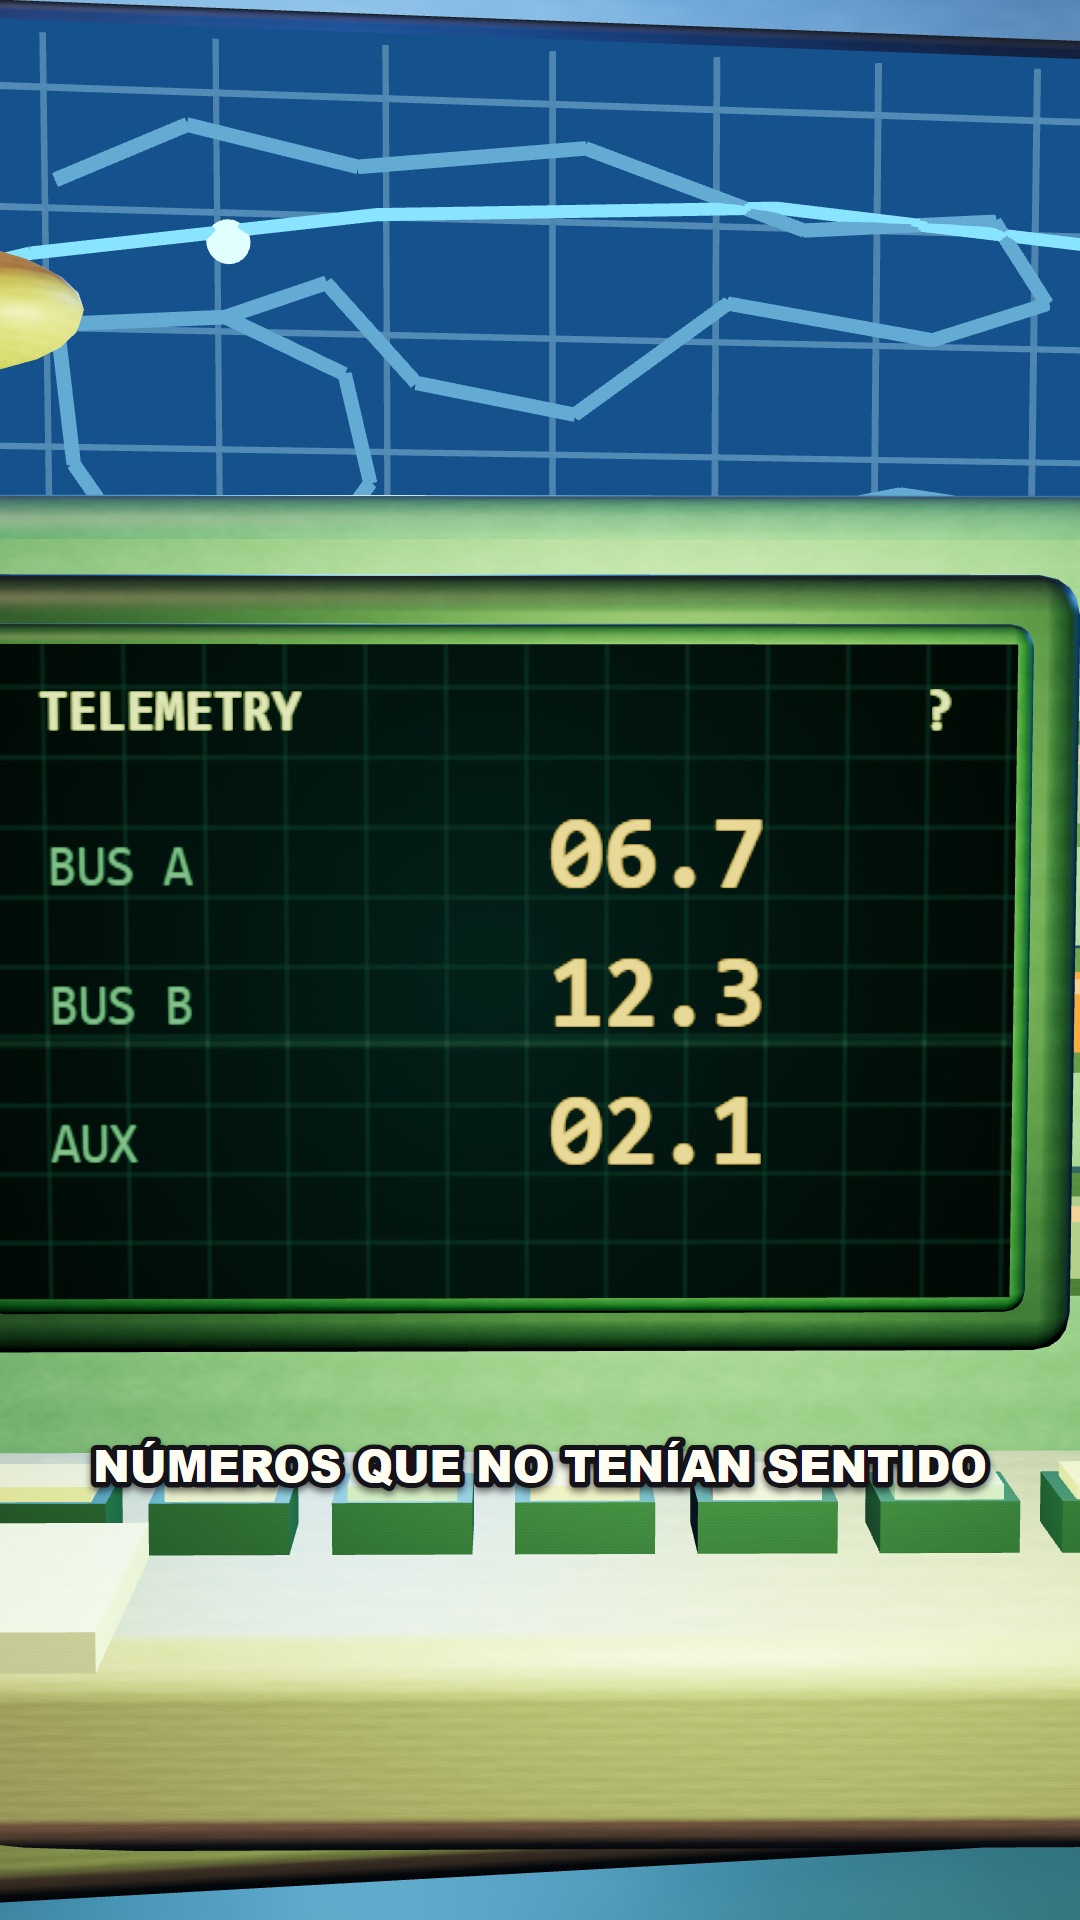 TELEMETRY ?
BUS A 06.7
BUS B 12.3
AUX 02.1
NÚMEROS QUE NO TENÍAN SENTIDO